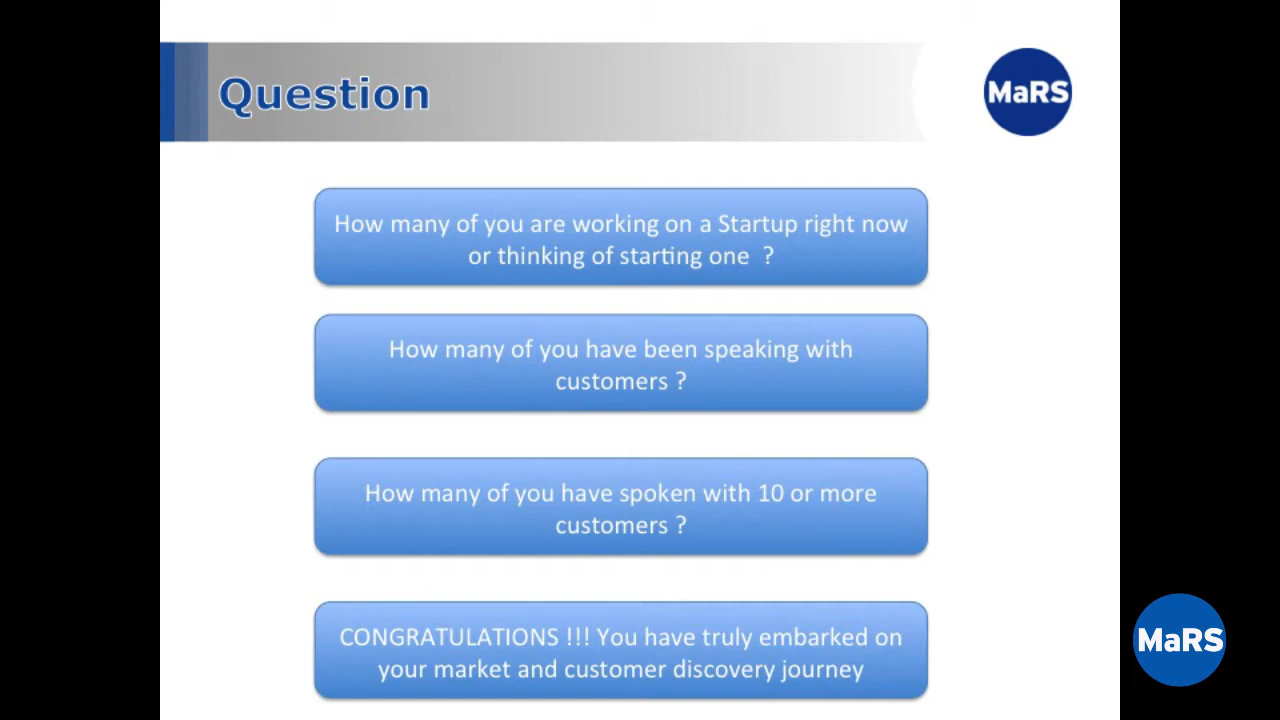 Question
MaRS
How many of you are working on a Startup right now
or thinking of starting one ?
How many of you have been speaking with
customers ?
How many of you have spoken with 10 or more
customers ?
CONGRATULATIONS !!! You have truly embarked on
your market and customer discovery journey
MaRS